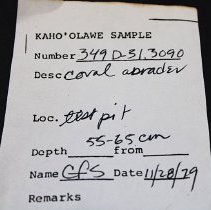 KAHO'OLAWE SAMPLE
Number 349 D-31.3090
Desc coral abrader
Loc. test pit
55-65 cm
Depth from
Name GFS Date 11/28/79
Remarks